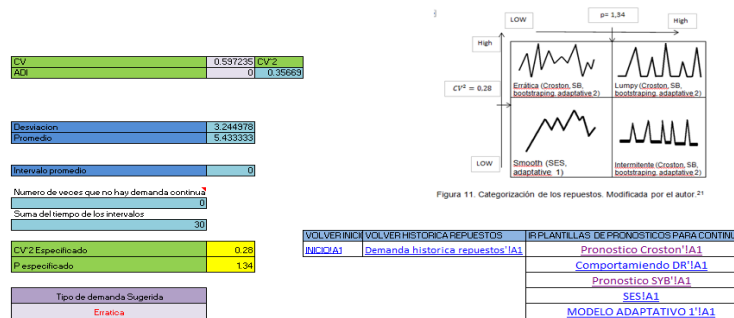 CV 0.597235 CV'2
ADI 0 0.35669
Desviacion 3.244978
Promedio 5.433333
Intervalo promedio 0
Numero de veces que no hay demanda continua
0
Suma del tiempo de los intervalos
30
CV'2 Especificado 0.28
P especificado 1.34
Tipo de demanda Sugerida
Erratica
LOW p= 1,34 High
High
CV² = 0.28
LOW
Errática (Croston, SB, bootstraping, adaptative 2)
Lumpy (Croston, SB, bootstraping, adaptative 2)
Smooth (SES, adaptative 1)
Intermitente (Croston, SB, bootstraping, adaptative 2)
Figura 11. Categorización de los repuestos. Modificada por el autor.²¹
VOLVER INICI VOLVER HISTORICA REPUESTOS IR PLANTILLAS DE PRONOSTICOS PARA CONTINU
INICIO!A1 Demanda historica repuestos'!A1 Pronostico Croston'!A1
Comportamiendo DR'!A1
Pronostico SYB'!A1
SES!A1
MODELO ADAPTATIVO 1'!A1